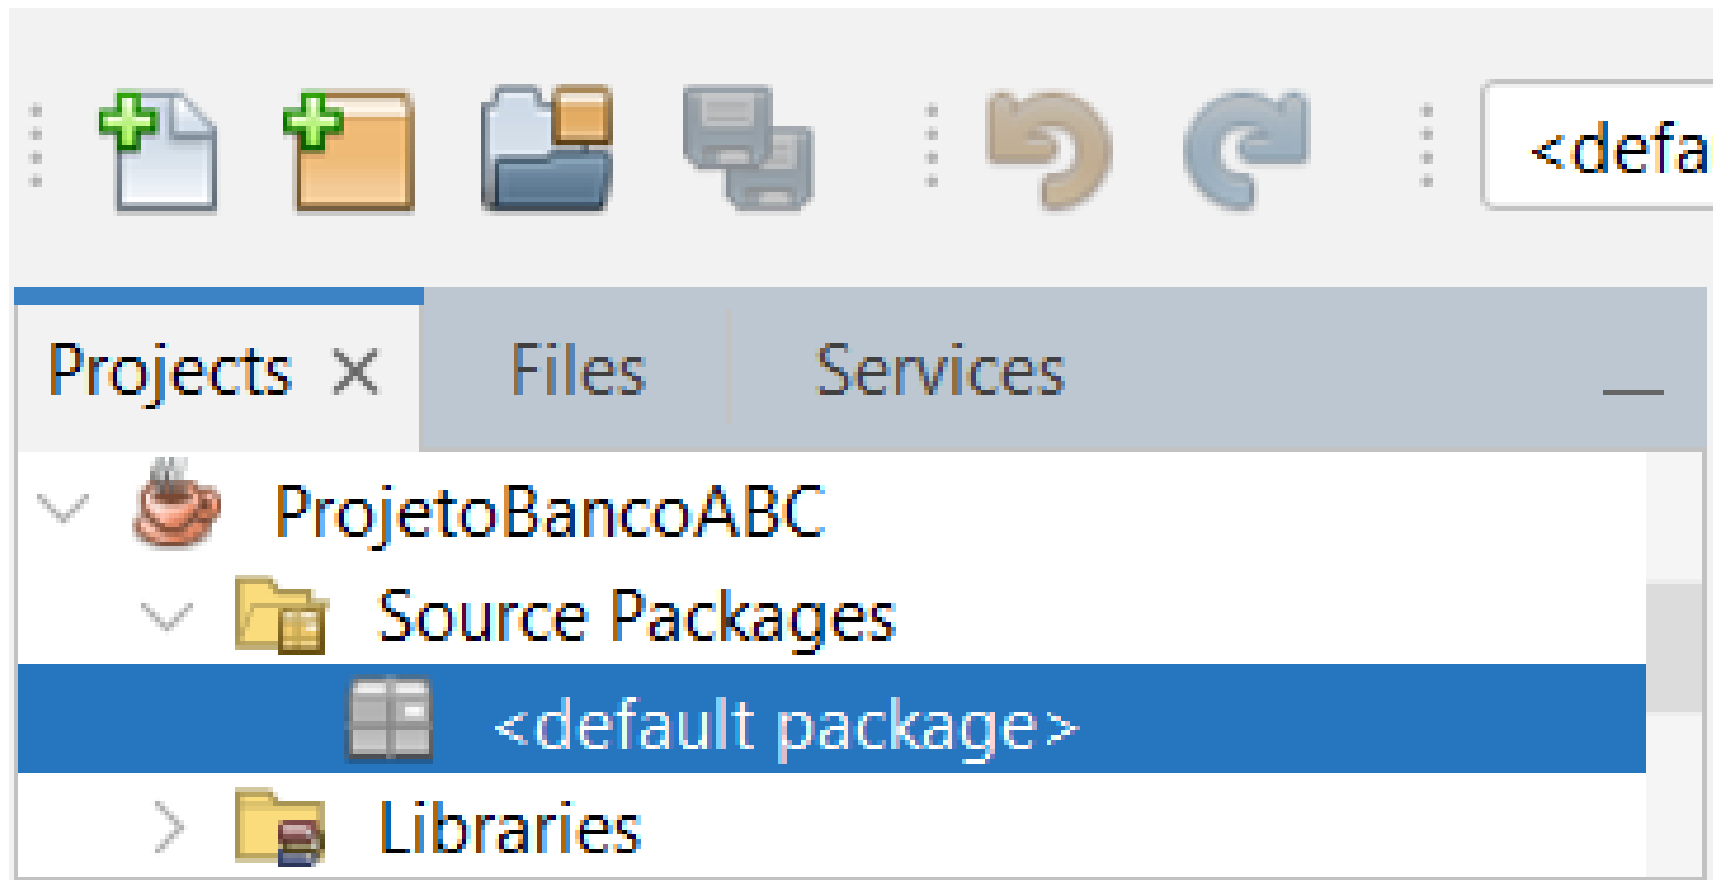 <defa
Projects
Files
Services
ProjetoBancoABC
Source Packages
<default package>
Libraries